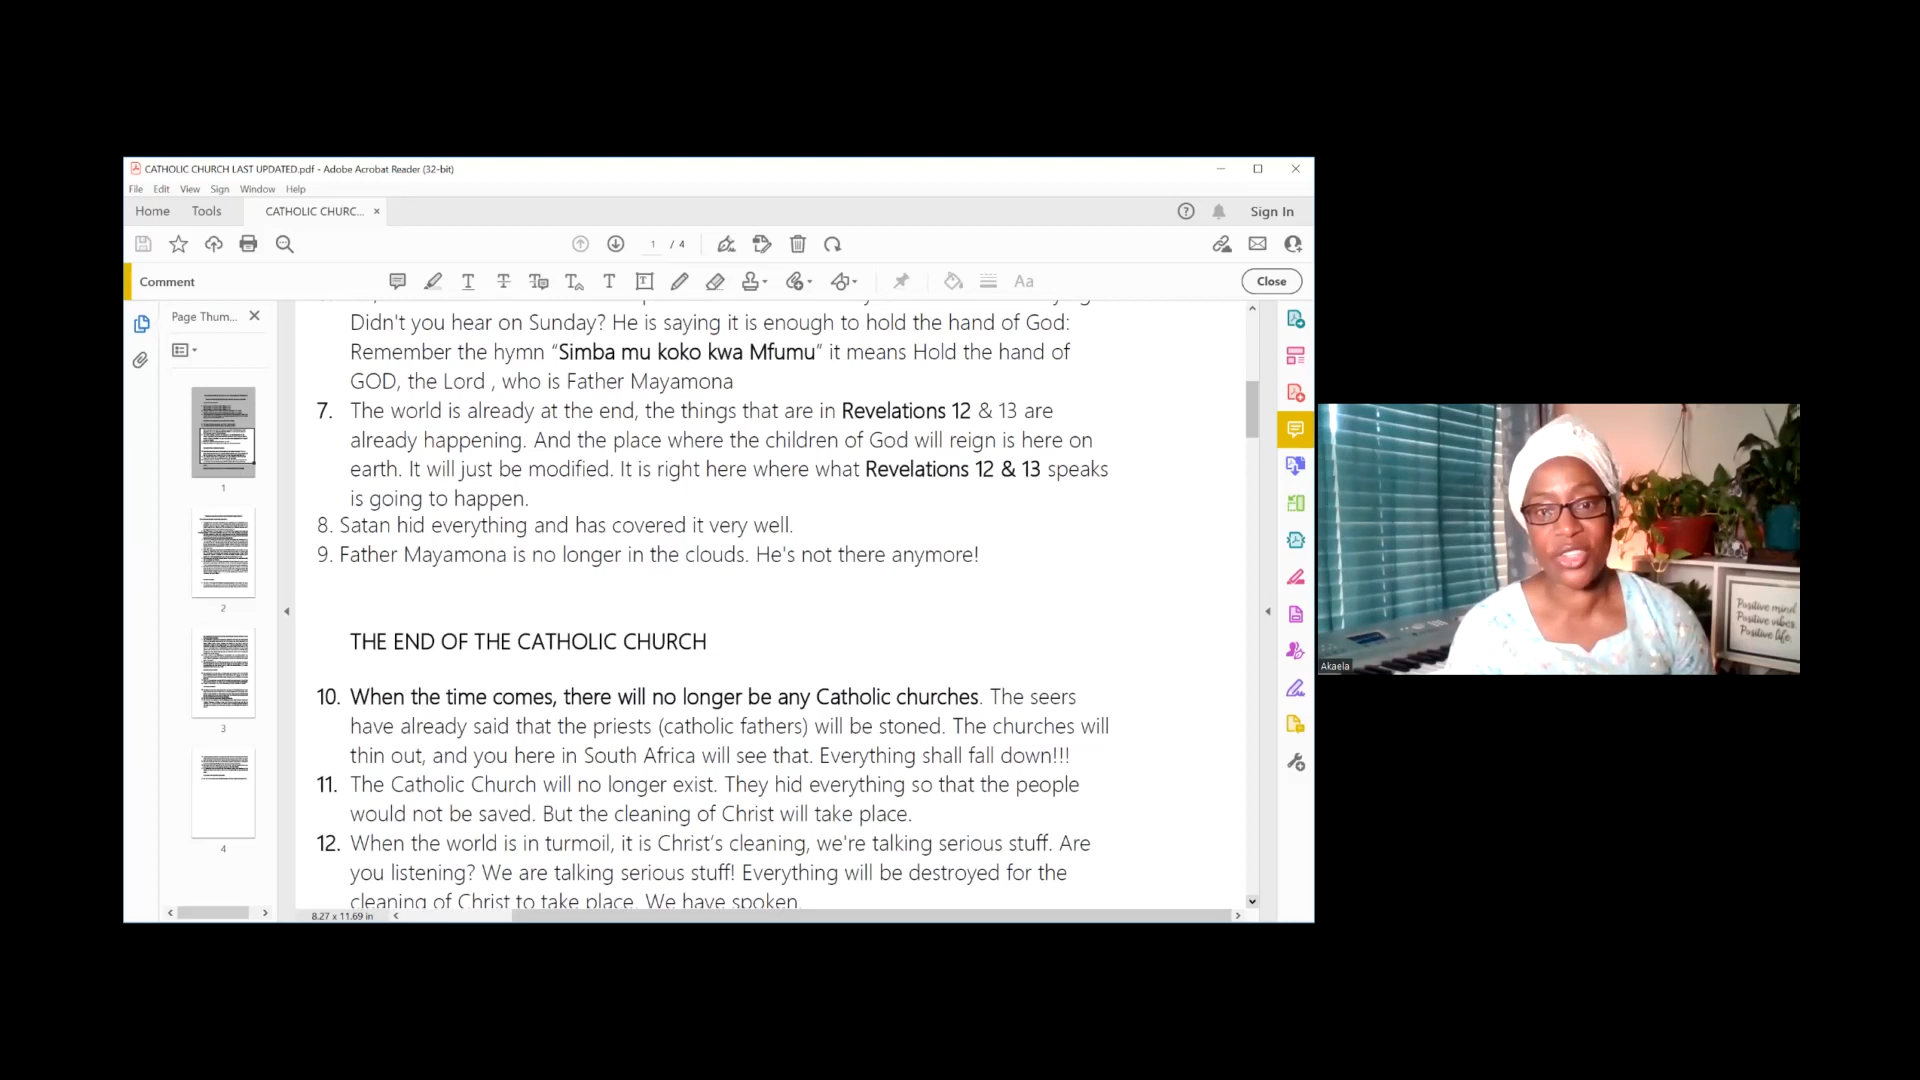 CATHOLIC CHURCH LAST UPDATED.pdf - Adobe Acrobat Reader (32-bit)
File Edit View Sign Window Help
Home Tools CATHOLIC CHURC... × Sign In
1 / 4
Comment Aa Close
Page Thum...
1
2
3
4
Didn't you hear on Sunday? He is saying it is enough to hold the hand of God:
Remember the hymn “Simba mu koko kwa Mfumu” it means Hold the hand of
GOD, the Lord , who is Father Mayamona
7. The world is already at the end, the things that are in Revelations 12 & 13 are
already happening. And the place where the children of God will reign is here on
earth. It will just be modified. It is right here where what Revelations 12 & 13 speaks
is going to happen.
8. Satan hid everything and has covered it very well.
9. Father Mayamona is no longer in the clouds. He's not there anymore!
THE END OF THE CATHOLIC CHURCH
10. When the time comes, there will no longer be any Catholic churches. The seers
have already said that the priests (catholic fathers) will be stoned. The churches will
thin out, and you here in South Africa will see that. Everything shall fall down!!!
11. The Catholic Church will no longer exist. They hid everything so that the people
would not be saved. But the cleaning of Christ will take place.
12. When the world is in turmoil, it is Christ’s cleaning, we're talking serious stuff. Are
you listening? We are talking serious stuff! Everything will be destroyed for the
cleaning of Christ to take place. We have spoken.
8.27 x 11.69 in
Positive mind
Positive vibes
Positive life
Akaela